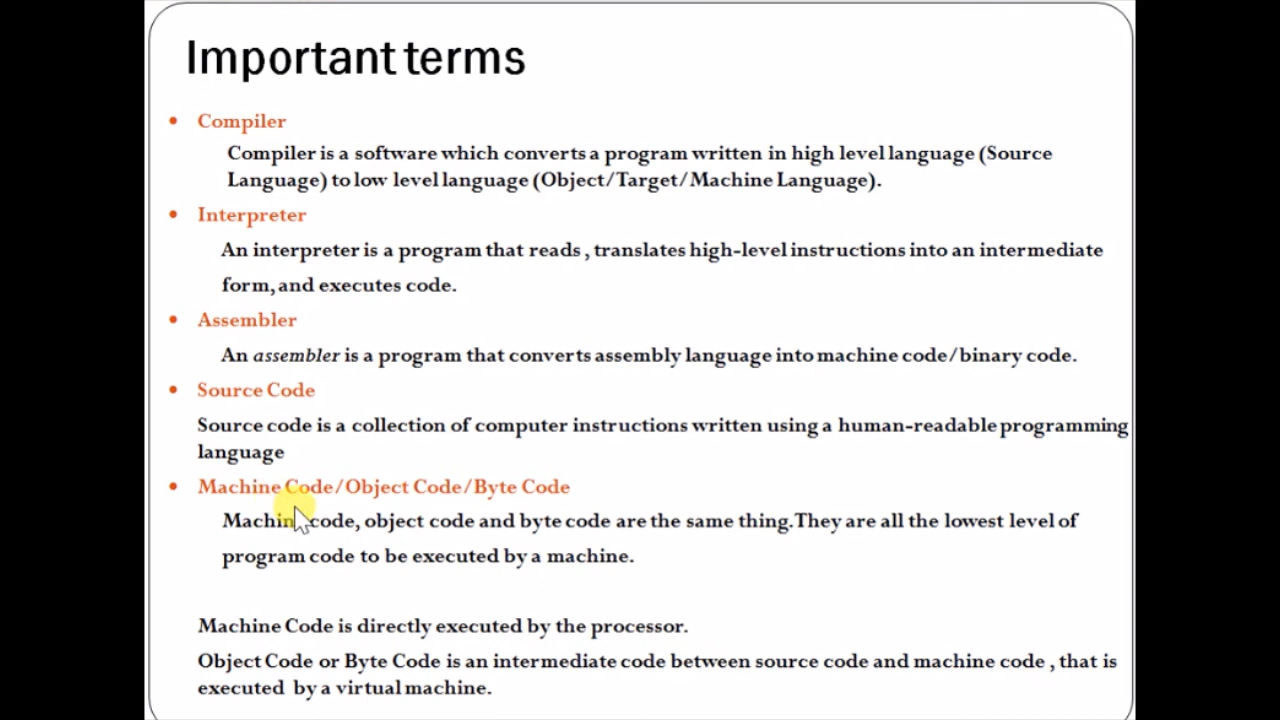 Important terms
• Compiler
Compiler is a software which converts a program written in high level language (Source
Language) to low level language (Object/Target/Machine Language).
• Interpreter
An interpreter is a program that reads , translates high-level instructions into an intermediate
form, and executes code.
• Assembler
An assembler is a program that converts assembly language into machine code/binary code.
• Source Code
Source code is a collection of computer instructions written using a human-readable programming
language
• Machine Code/Object Code/Byte Code
Machine code, object code and byte code are the same thing. They are all the lowest level of
program code to be executed by a machine.
Machine Code is directly executed by the processor.
Object Code or Byte Code is an intermediate code between source code and machine code , that is
executed by a virtual machine.